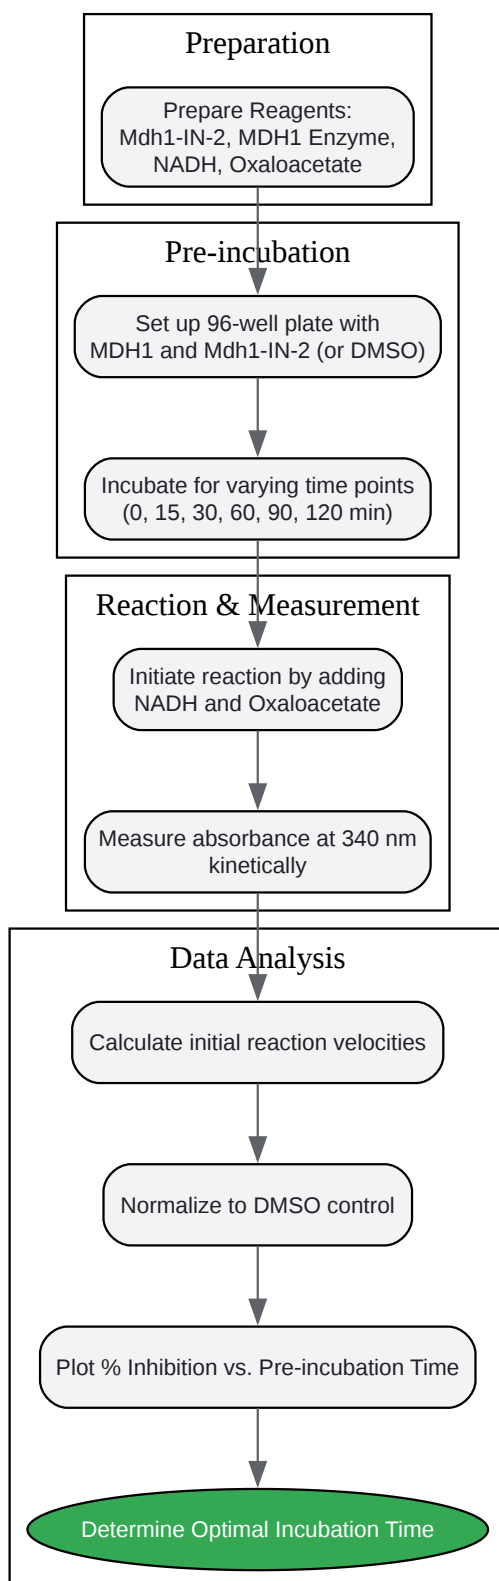 Preparation
Prepare Reagents:
Mdh1-IN-2, MDH1 Enzyme,
NADH, Oxaloacetate
Pre-incubation
Set up 96-well plate with
MDH1 and Mdh1-IN-2 (or DMSO)
Incubate for varying time points
(0, 15, 30, 60, 90, 120 min)
Reaction & Measurement
Initiate reaction by adding
NADH and Oxaloacetate
Measure absorbance at 340 nm
kinetically
Data Analysis
Calculate initial reaction velocities
Normalize to DMSO control
Plot % Inhibition vs. Pre-incubation Time
Determine Optimal Incubation Time